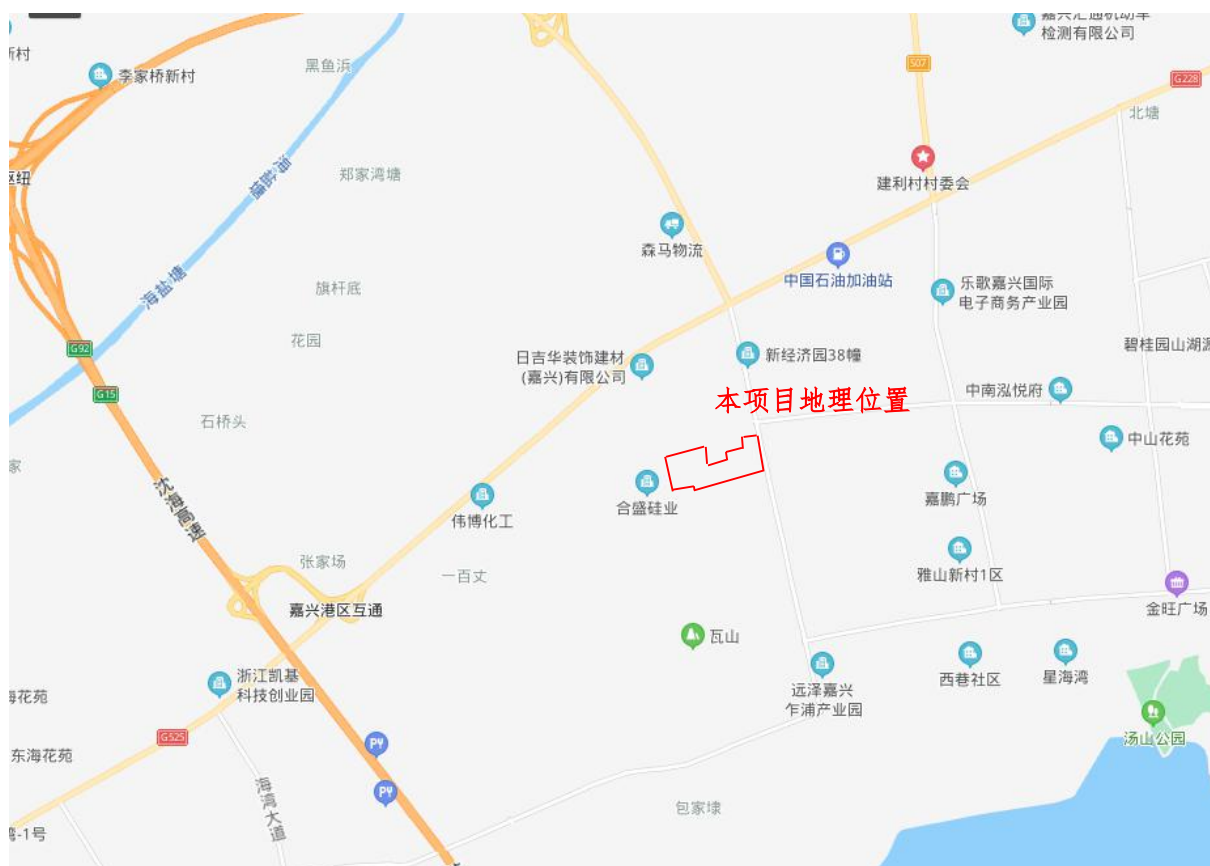 检测有限公司
新村
李家桥新村
黑鱼浜
S07
G228
北塘
枢纽
海盐塘
郑家湾塘
建利村村委会
森马物流
海盐塘
旗杆底
中国石油加油站
乐歌嘉兴国际
电子商务产业园
花园
G92
日吉华装饰建材
(嘉兴)有限公司
新经济园38幢
碧桂园山湖源
G15
中南泓悦府
本项目地理位置
石桥头
中山花苑
家
沈海高速
合盛硅业
嘉鹏广场
伟博化工
张家场
一百丈
雅山新村1区
嘉兴港区互通
金旺广场
瓦山
浙江凯基
科技创业园
远泽嘉兴
乍浦产业园
西巷社区
星海湾
海花苑
G525
东海花苑
汤山公园
海湾大道
包家埭
湾-1号